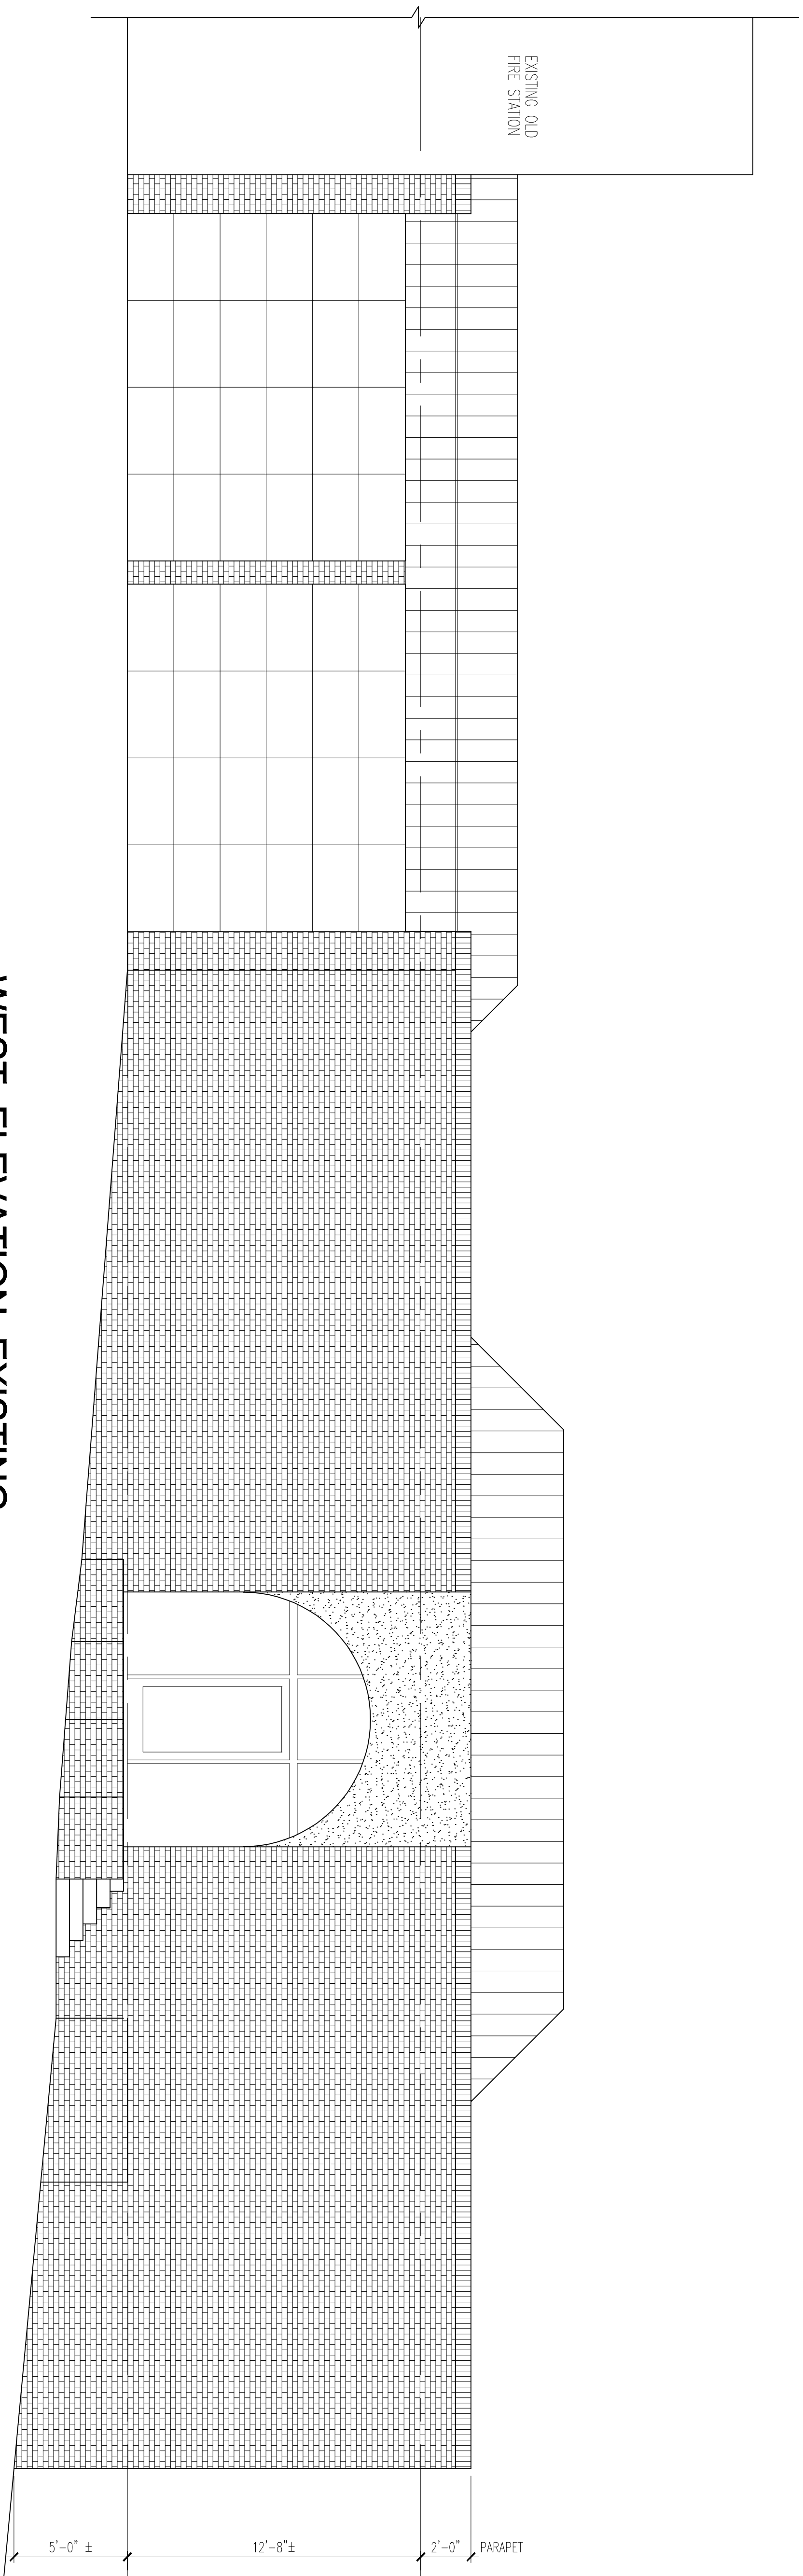 EXISTING OLD
FIRE STATION
WEST ELEVATION EXISTING
5'-0" ±
12'-8"±
2'-0"
PARAPET